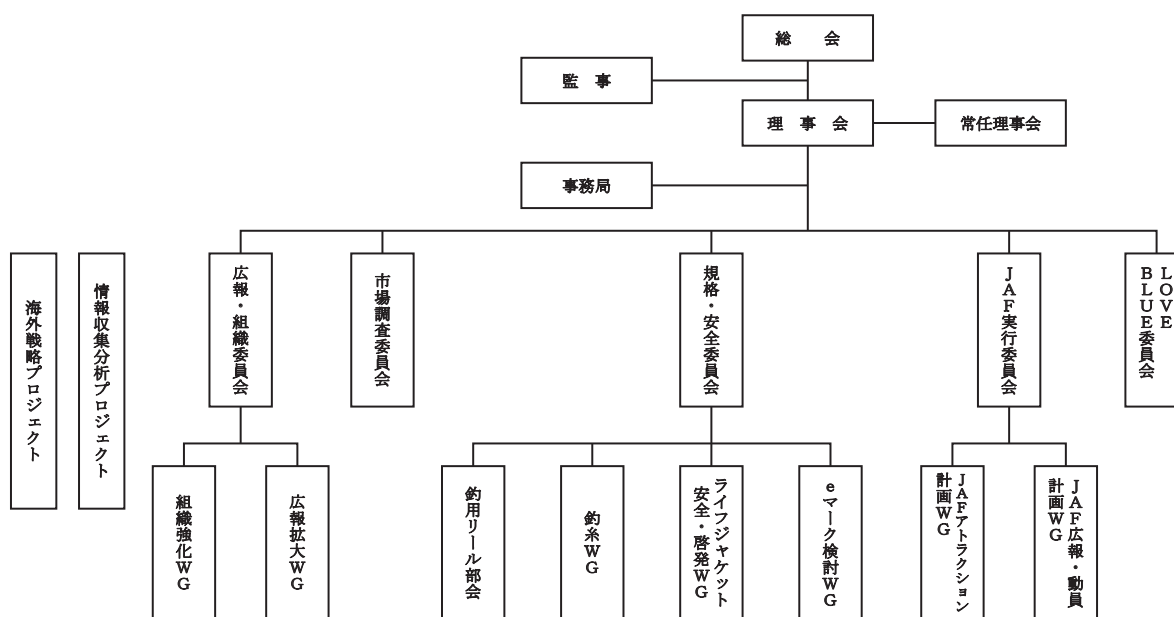 総　会
監　事
理　事　会
常任理事会
事務局
海外戦略プロジェクト
情報収集分析プロジェクト
広報・組織委員会
市場調査委員会
規格・安全委員会
JAF実行委員会
LOVE
BLUE委員会
組織強化WG
広報拡大WG
釣用リール部会
釣糸WG
ライフジャケット
安全・啓発WG
eマーク検討WG
JAFアトラクション
計画WG
JAF広報・動員
計画WG